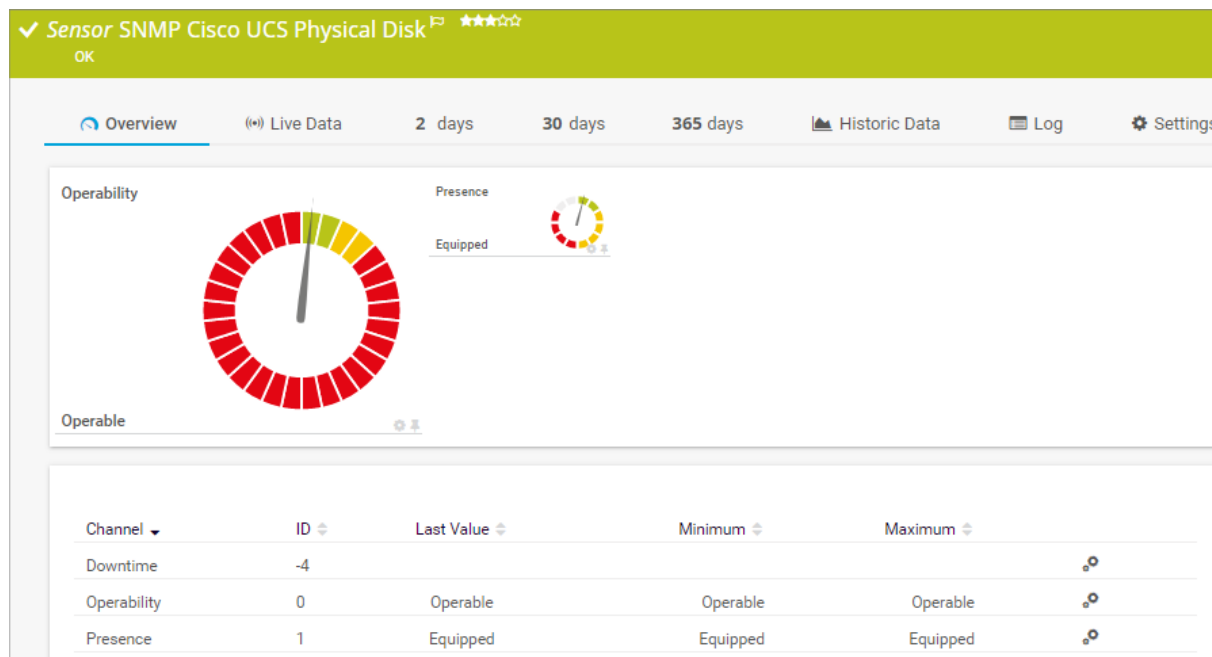 Sensor SNMP Cisco UCS Physical Disk
OK
Overview Live Data 2 days 30 days 365 days Historic Data Log Settings
Operability
Presence
Equipped
Operable
Channel ID Last Value Minimum Maximum
Downtime -4
Operability 0 Operable Operable Operable
Presence 1 Equipped Equipped Equipped